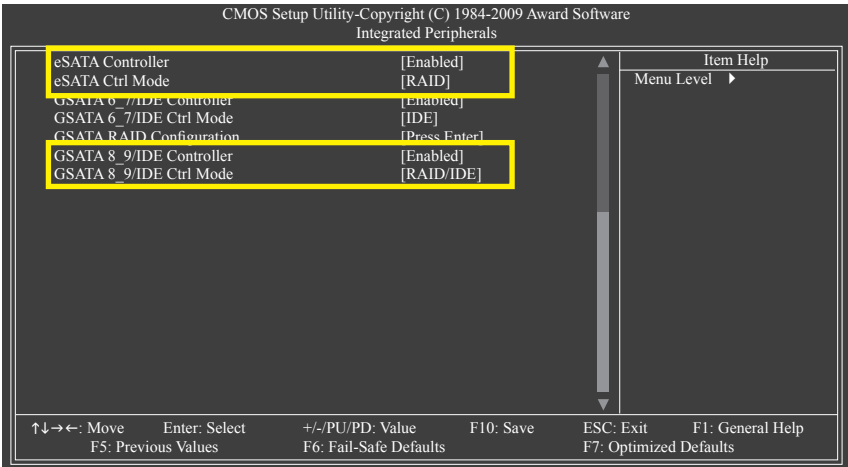 CMOS Setup Utility-Copyright (C) 1984-2009 Award Software
Integrated Peripherals
eSATA Controller [Enabled]
eSATA Ctrl Mode [RAID]
GSATA 6_7/IDE Controller [Enabled]
GSATA 6_7/IDE Ctrl Mode [IDE]
GSATA RAID Configuration [Press Enter]
GSATA 8_9/IDE Controller [Enabled]
GSATA 8_9/IDE Ctrl Mode [RAID/IDE]
Item Help
Menu Level
↑↓→←: Move Enter: Select +/-/PU/PD: Value F10: Save ESC: Exit F1: General Help
F5: Previous Values F6: Fail-Safe Defaults F7: Optimized Defaults